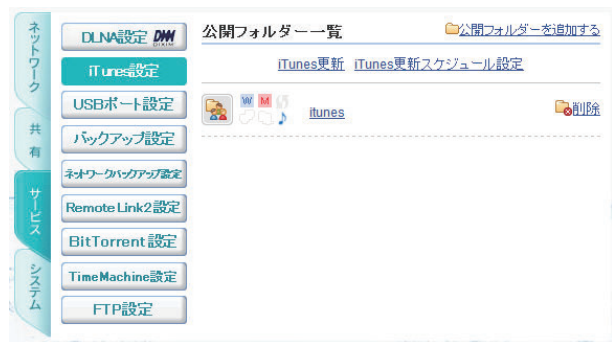 ネットワーク
共有
サービス
システム
DLNA設定
iTunes設定
USBポート設定
バックアップ設定
ネットワークバックアップ設定
RemoteLink2設定
BitTorrent設定
TimeMachine設定
FTP設定
公開フォルダー一覧 公開フォルダーを追加する
iTunes更新 iTunes更新スケジュール設定
W M
itunes 削除